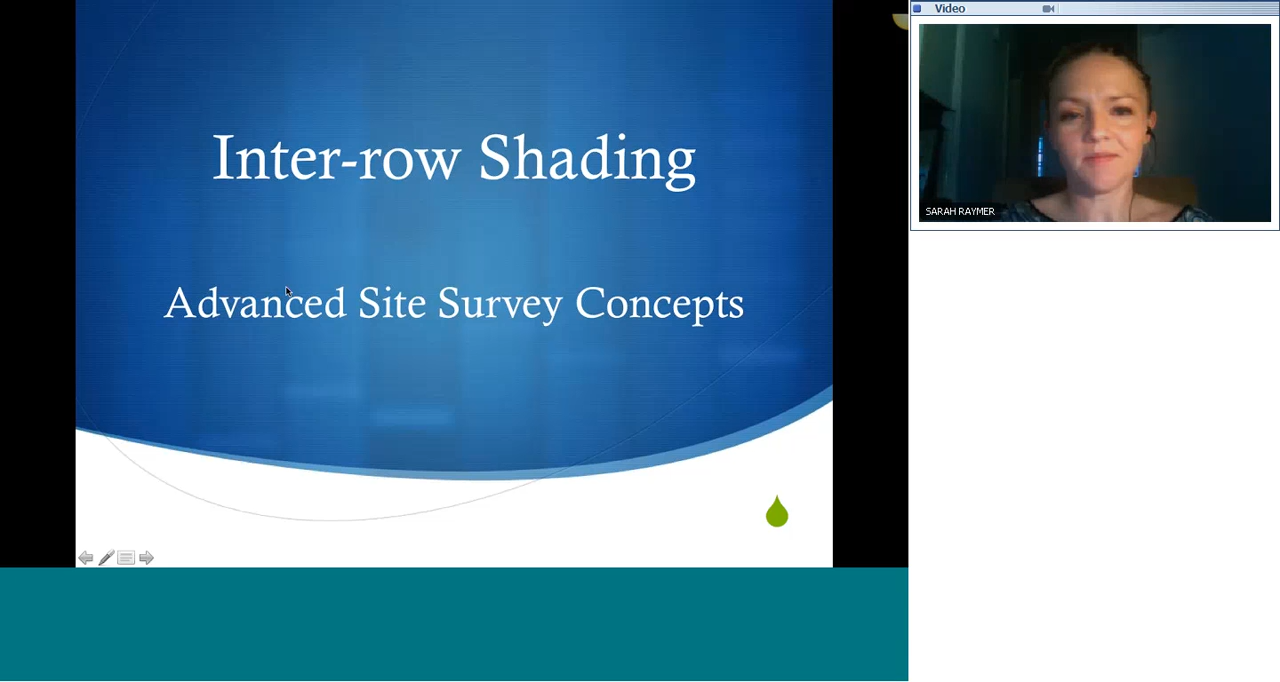 Inter-row Shading
Advanced Site Survey Concepts
Video
SARAH RAYMER